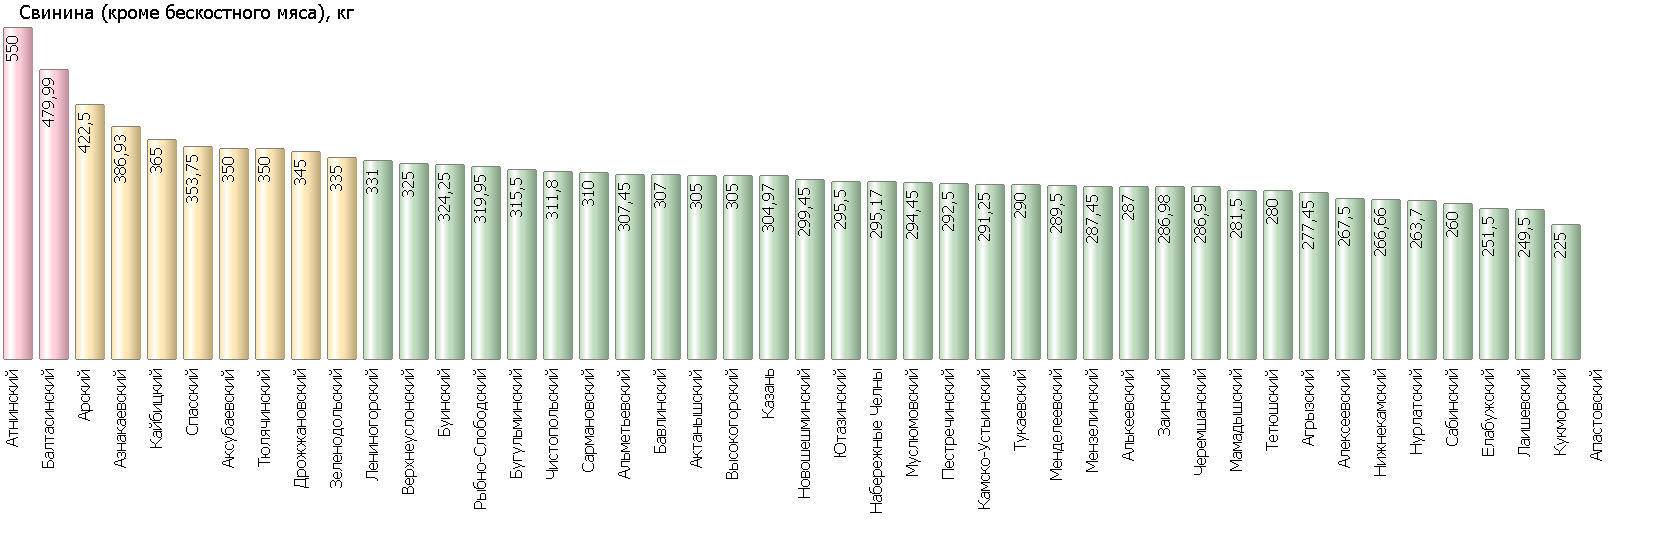 Свинина (кроме бескостного мяса), кг
550
479,99
422,5
386,93
365
353,75
350
350
345
335
331
325
324,25
319,95
315,5
311,8
310
307,45
307
305
305
304,97
299,45
295,5
295,17
294,45
292,5
291,25
290
289,5
287,45
287
286,98
286,95
281,5
280
277,45
267,5
266,66
263,7
260
251,5
249,5
225
Атнинский
Балтасинский
Арский
Азнакаевский
Кайбицкий
Спасский
Аксубаевский
Тюлячинский
Дрожжановский
Зеленодольский
Лениногорский
Верхнеуслонский
Буинский
Рыбно-Слободский
Бугульминский
Чистопольский
Сармановский
Альметьевский
Бавлинский
Актанышский
Высокогорский
Казань
Новошешминский
Ютазинский
Набережные Челны
Муслюмовский
Пестречинский
Камско-Устьинский
Тукаевский
Менделеевский
Мензелинский
Алькеевский
Заинский
Черемшанский
Мамадышский
Тетюшский
Агрызский
Алексеевский
Нижнекамский
Нурлатский
Сабинский
Елабужский
Лаишевский
Кукморский
Апастовский